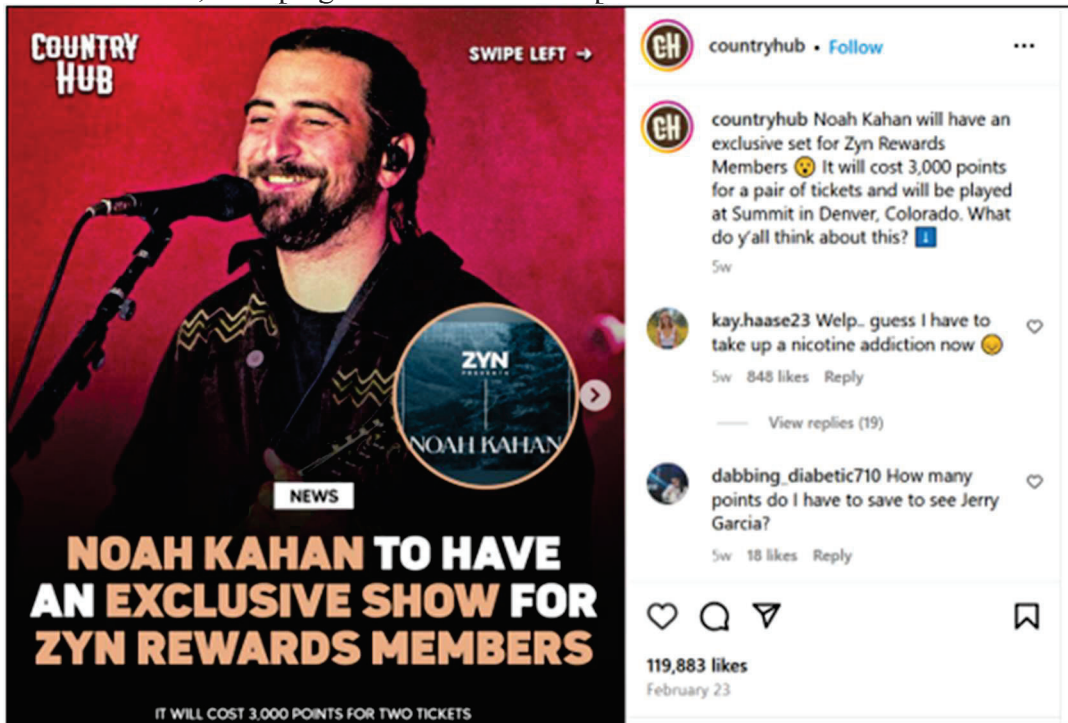 COUNTRY
HUB
SWIPE LEFT →
ZYN
PRESENTS
NOAH KAHAN
NEWS
NOAH KAHAN TO HAVE
AN EXCLUSIVE SHOW FOR
ZYN REWARDS MEMBERS
IT WILL COST 3,000 POINTS FOR TWO TICKETS
CH
countryhub • Follow
CH
countryhub Noah Kahan will have an
exclusive set for Zyn Rewards
Members 😮 It will cost 3,000 points
for a pair of tickets and will be played
at Summit in Denver, Colorado. What
do y'all think about this? ⬇️
5w
kay.haase23 Welp.. guess I have to
take up a nicotine addiction now 😞
5w 848 likes Reply
View replies (19)
dabbing_diabetic710 How many
points do I have to save to see Jerry
Garcia?
5w 18 likes Reply
119,883 likes
February 23